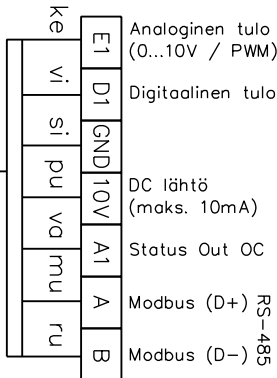 ke
E1
Analoginen tulo
(0...10V / PWM)
vi
D1
Digitaalinen tulo
si
GND
pu
10V
DC lähtö
(maks. 10mA)
va
A1
Status Out OC
mu
A
Modbus (D+)
RS-485
ru
B
Modbus (D-)